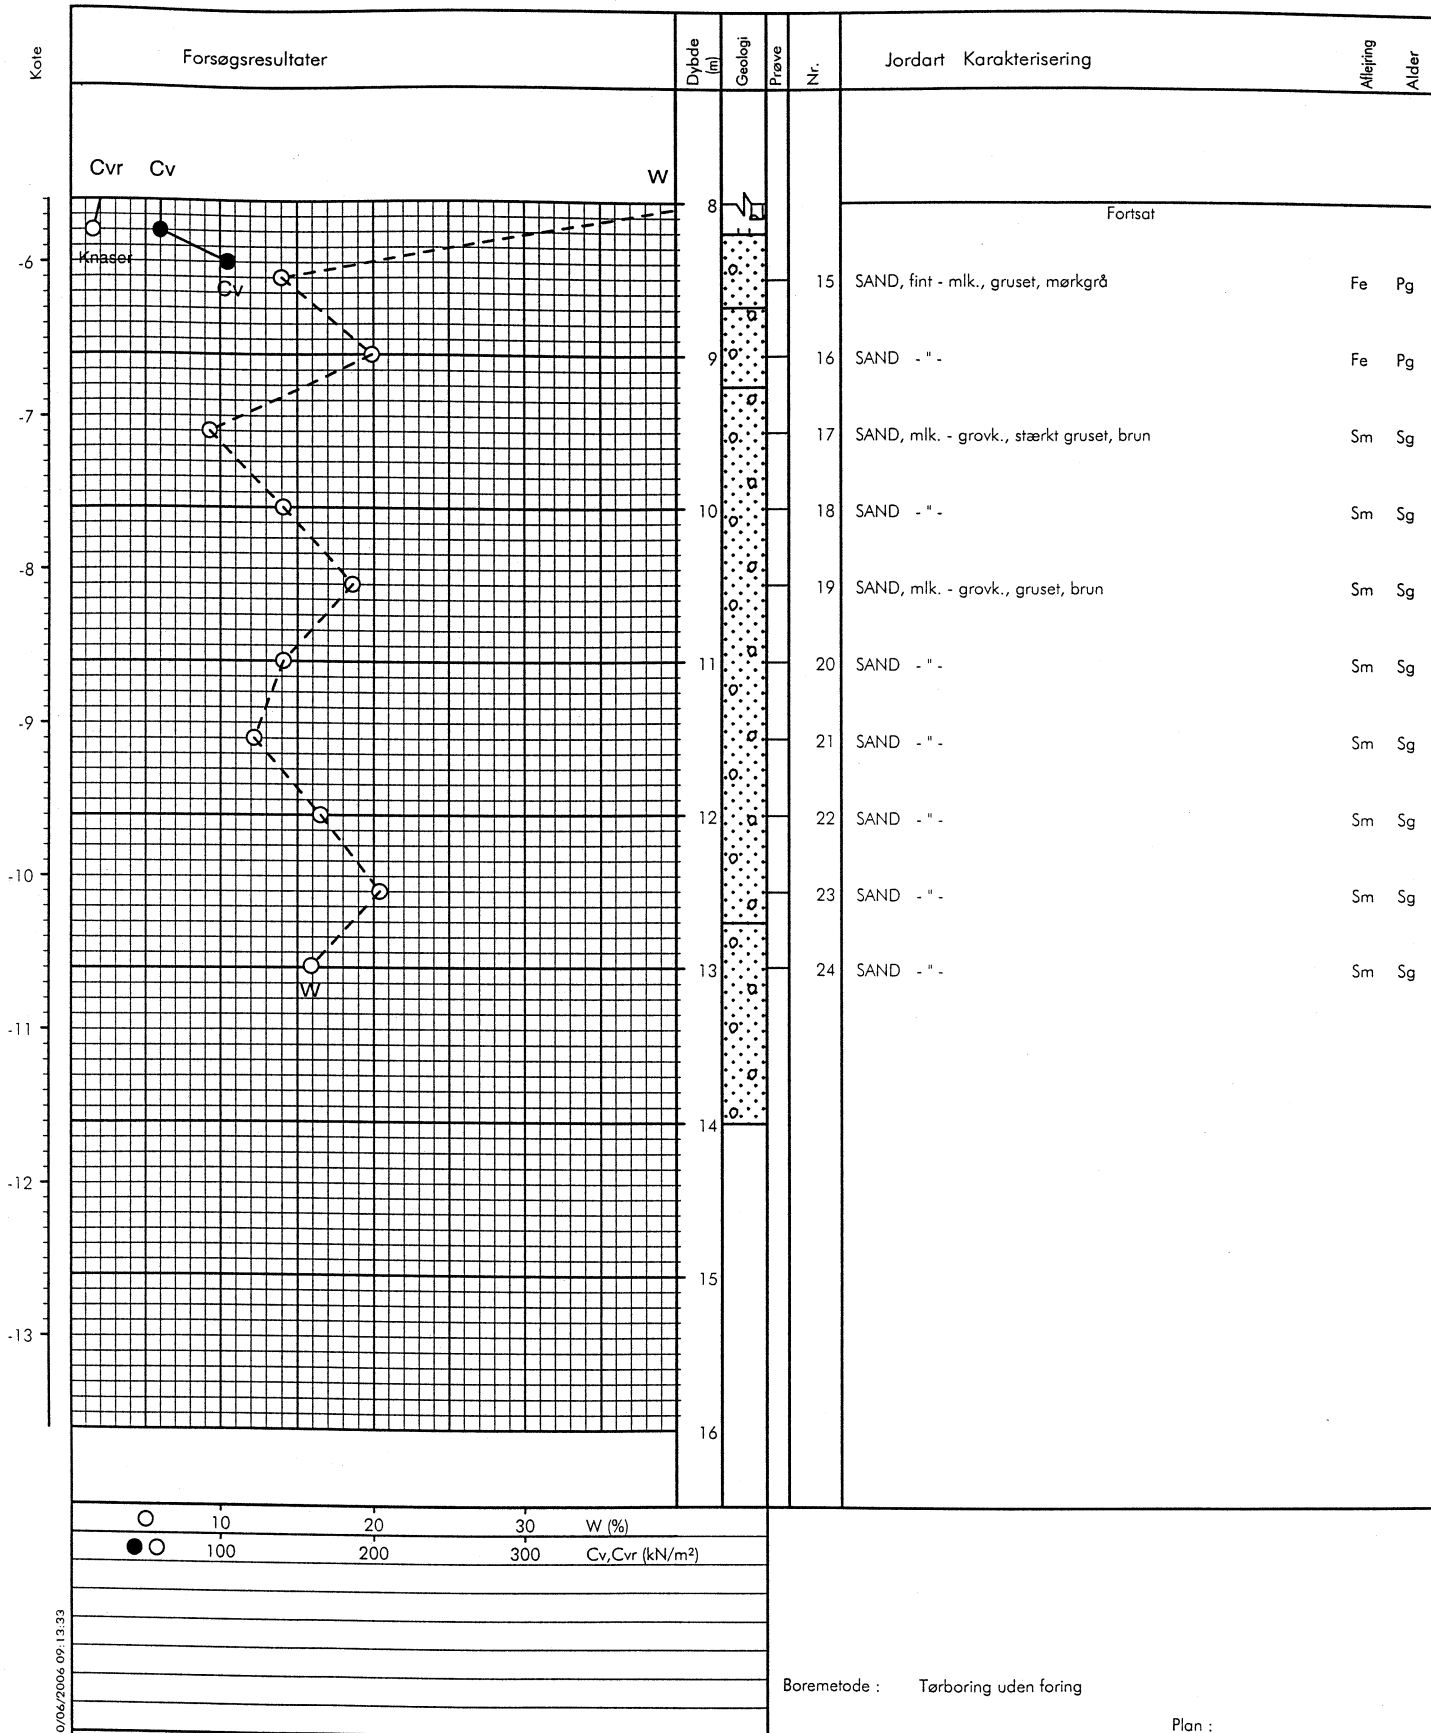 Kote
Forsøgsresultater
Dybde (m)
Geologi
Prøve
Nr.
Jordart Karakterisering
Aflejring
Alder
Cvr Cv W
8
Fortsat
Knaser
-6
Cv
15 SAND, fint - mlk., gruset, mørkgrå Fe Pg
9 16 SAND - " - Fe Pg
-7
17 SAND, mlk. - grovk., stærkt gruset, brun Sm Sg
10 18 SAND - " - Sm Sg
-8
19 SAND, mlk. - grovk., gruset, brun Sm Sg
11 20 SAND - " - Sm Sg
-9
21 SAND - " - Sm Sg
12 22 SAND - " - Sm Sg
-10
23 SAND - " - Sm Sg
13 24 SAND - " - Sm Sg
W
-11
14
-12
15
-13
16
10 20 30 W (%)
100 200 300 Cv,Cvr (kN/m²)
0/06/2006 09:13:33
Boremetode : Tørboring uden foring
Plan :